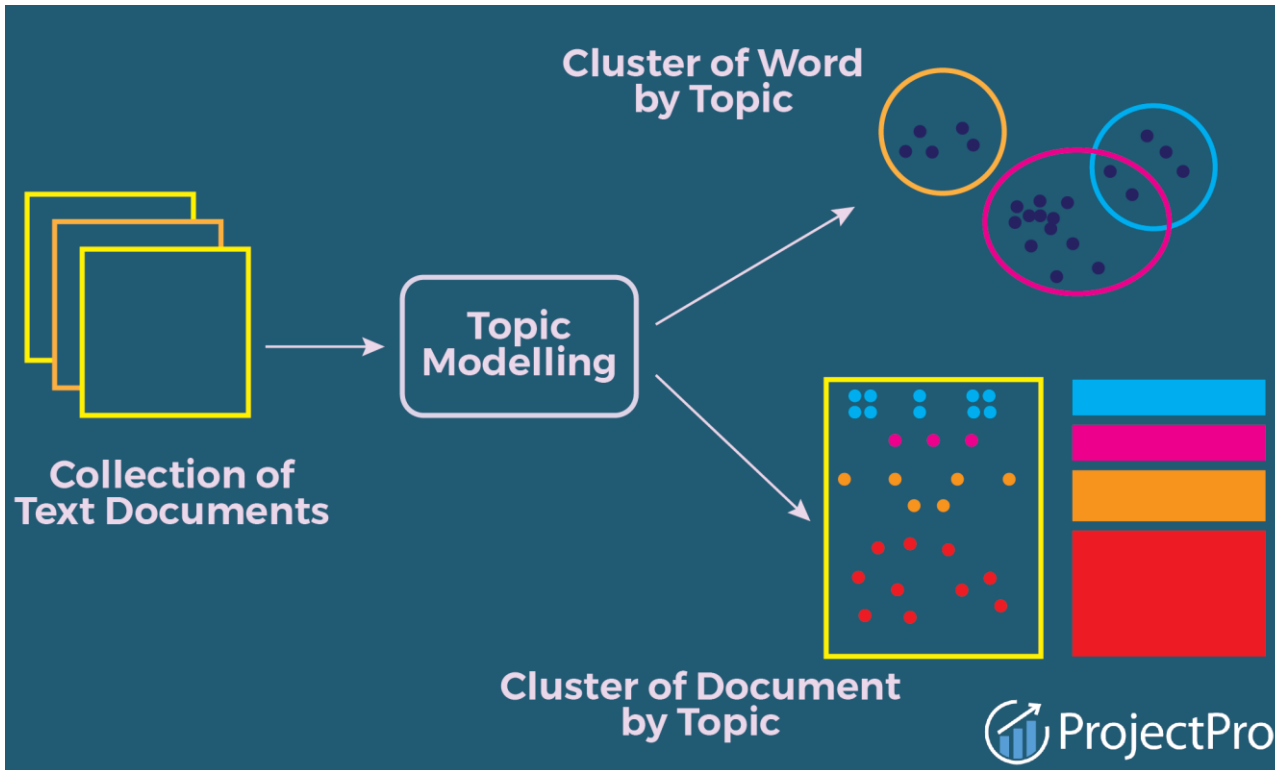 Cluster of Word
by Topic
Topic
Modelling
Collection of
Text Documents
Cluster of Document
by Topic
ProjectPro